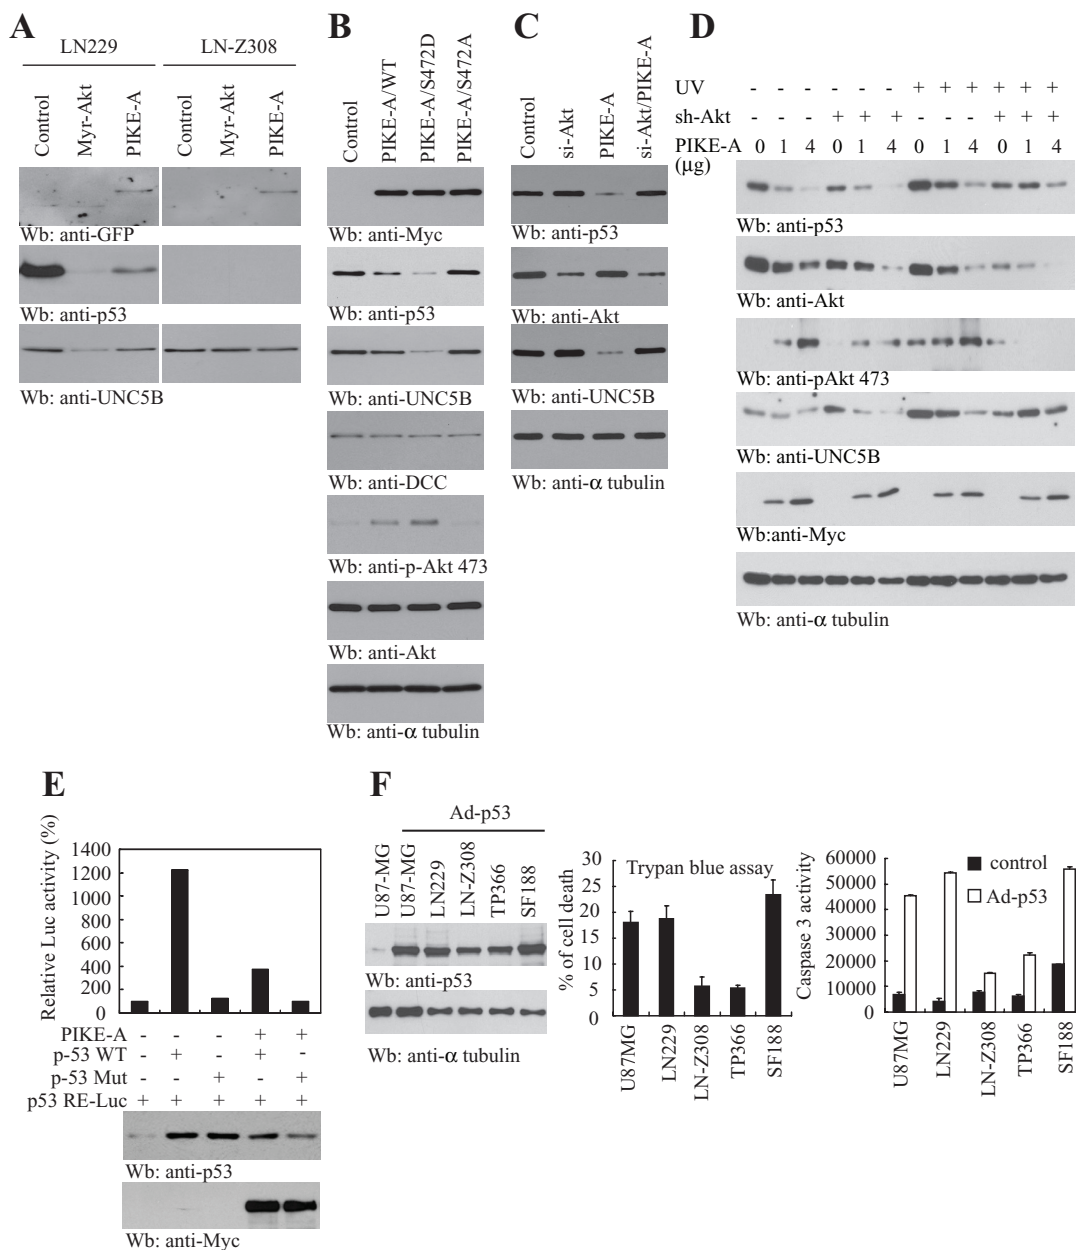 A
LN229 LN-Z308
Control Myr-Akt PIKE-A Control Myr-Akt PIKE-A
Wb: anti-GFP
Wb: anti-p53
Wb: anti-UNC5B
B
Control PIKE-A/WT PIKE-A/S472D PIKE-A/S472A
Wb: anti-Myc
Wb: anti-p53
Wb: anti-UNC5B
Wb: anti-DCC
Wb: anti-p-Akt 473
Wb: anti-Akt
Wb: anti-α tubulin
C
Control si-Akt PIKE-A si-Akt/PIKE-A
Wb: anti-p53
Wb: anti-Akt
Wb: anti-UNC5B
Wb: anti-α tubulin
D
UV - - - - - - + + + + + +
sh-Akt - - - + + + - - - + + +
PIKE-A 0 1 4 0 1 4 0 1 4 0 1 4
(μg)
Wb: anti-p53
Wb: anti-Akt
Wb: anti-pAkt 473
Wb: anti-UNC5B
Wb:anti-Myc
Wb: anti-α tubulin
E
Relative Luc activity (%)
1400
1200
1000
800
600
400
200
0
PIKE-A - - - + +
p-53 WT - + - + -
p-53 Mut - - + - +
p53 RE-Luc + + + + +
Wb: anti-p53
Wb: anti-Myc
F
Ad-p53
U87-MG U87-MG LN229 LN-Z308 TP366 SF188
Wb: anti-p53
Wb: anti-α tubulin
Trypan blue assay
% of cell death
30
25
20
15
10
5
0
U87MG LN229 LN-Z308 TP366 SF188
Caspase 3 activity
60000
50000
40000
30000
20000
10000
0
control
Ad-p53
U87MG LN229 LN-Z308 TP366 SF188